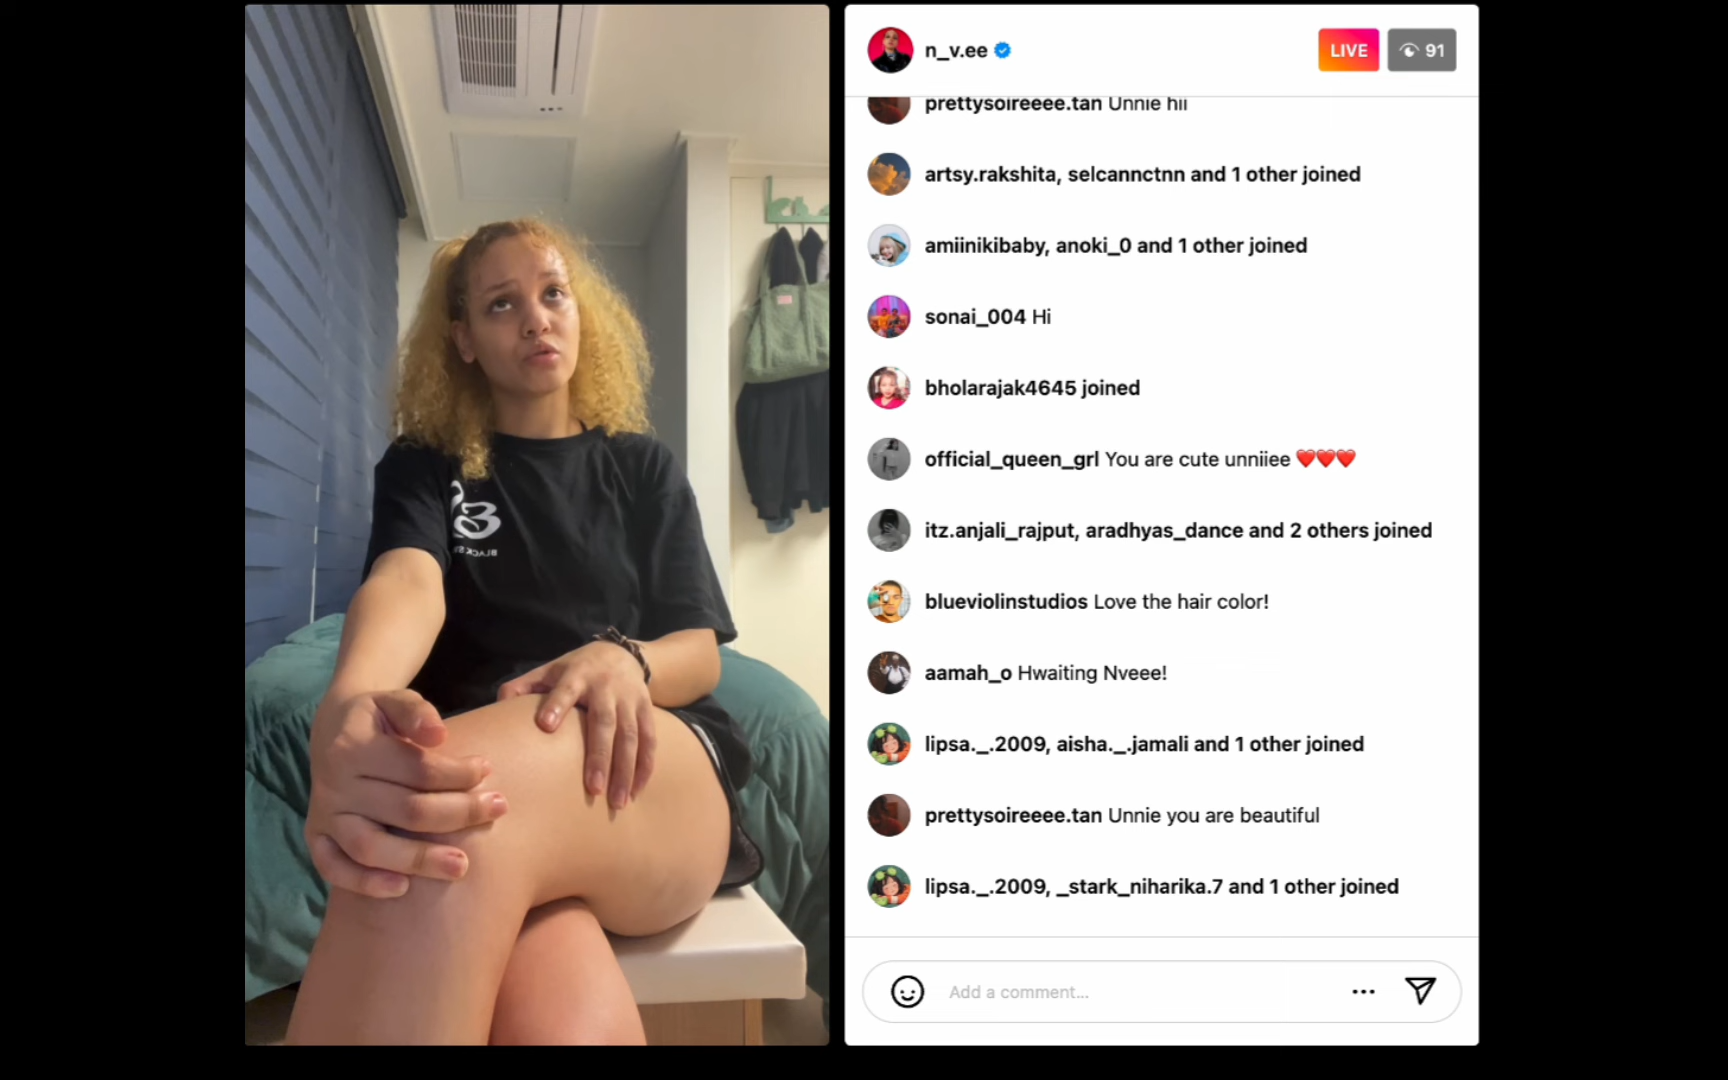 n_v.ee
LIVE
91
prettysoireeee.tan Unnie hii
artsy.rakshita, selcannctnn and 1 other joined
amiinikibaby, anoki_0 and 1 other joined
sonai_004 Hi
bholarajak4645 joined
official_queen_grl You are cute unniiee ❤️❤️❤️
itz.anjali_rajput, aradhyas_dance and 2 others joined
blueviolinstudios Love the hair color!
aamah_o Hwaiting Nveee!
lipsa._.2009, aisha._.jamali and 1 other joined
prettysoireeee.tan Unnie you are beautiful
lipsa._.2009, _stark_niharika.7 and 1 other joined
Add a comment...
BLACK